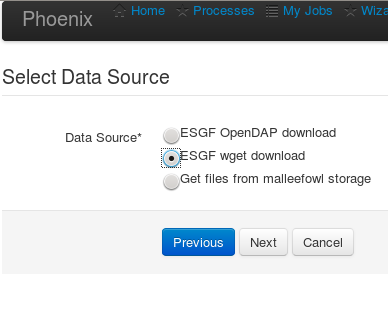 Phoenix Home Processes My Jobs Wiza
Select Data Source
Data Source* ESGF OpenDAP download
ESGF wget download
Get files from malleefowl storage
Previous Next Cancel